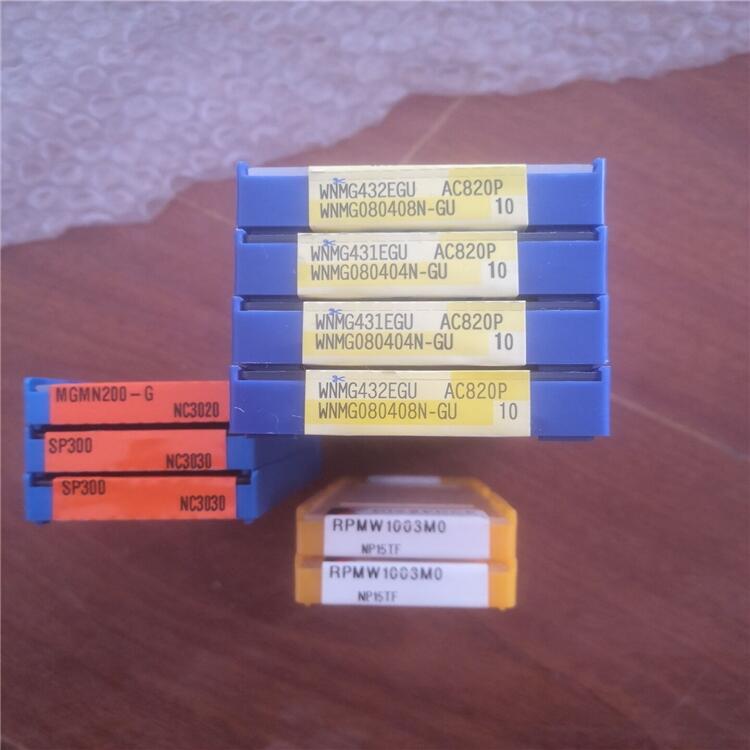 WNMG432EGU AC820P
WNMG080408N-GU 10
WNMG431EGU AC820P
WNMG080404N-GU 10
WNMG431EGU AC820P
WNMG080404N-GU 10
WNMG432EGU AC820P
WNMG080408N-GU 10
MGMN200-G
NC3020
SP300
NC3030
SP300
NC3030
RPMW1003M0
NP15TF
RPMW1003M0
NP15TF